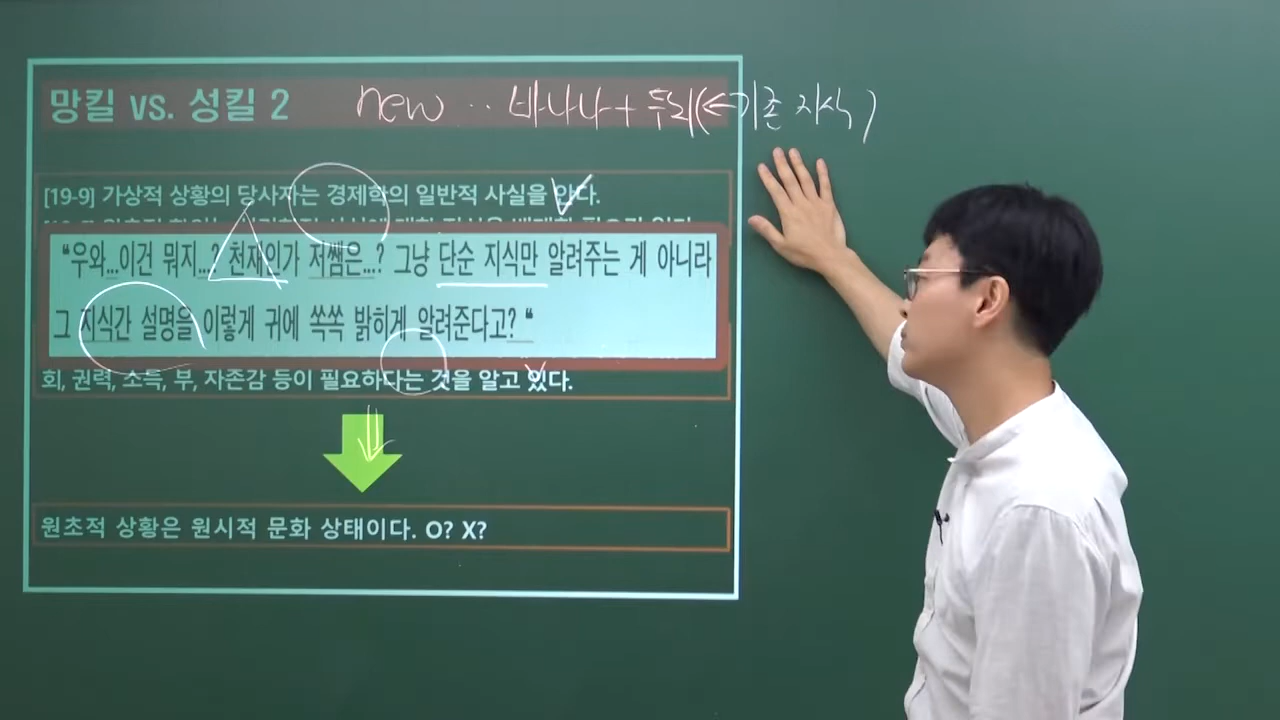 망킬 vs. 성킬 2
new ‥ 바나나 + 두뇌(←기존 지식)
[19-9] 가상적 상황의 당사자는 경제학의 일반적 사실을 안다.
“우와...이건 뭐지...? 천재인가 저쌤은...? 그냥 단순 지식만 알려주는 게 아니라
그 지식간 설명을 이렇게 귀에 쏙쏙 밝히게 알려준다고? “
회, 권력, 소득, 부, 자존감 등이 필요하다는 것을 알고 있다.
원초적 상황은 원시적 문화 상태이다. O? X?